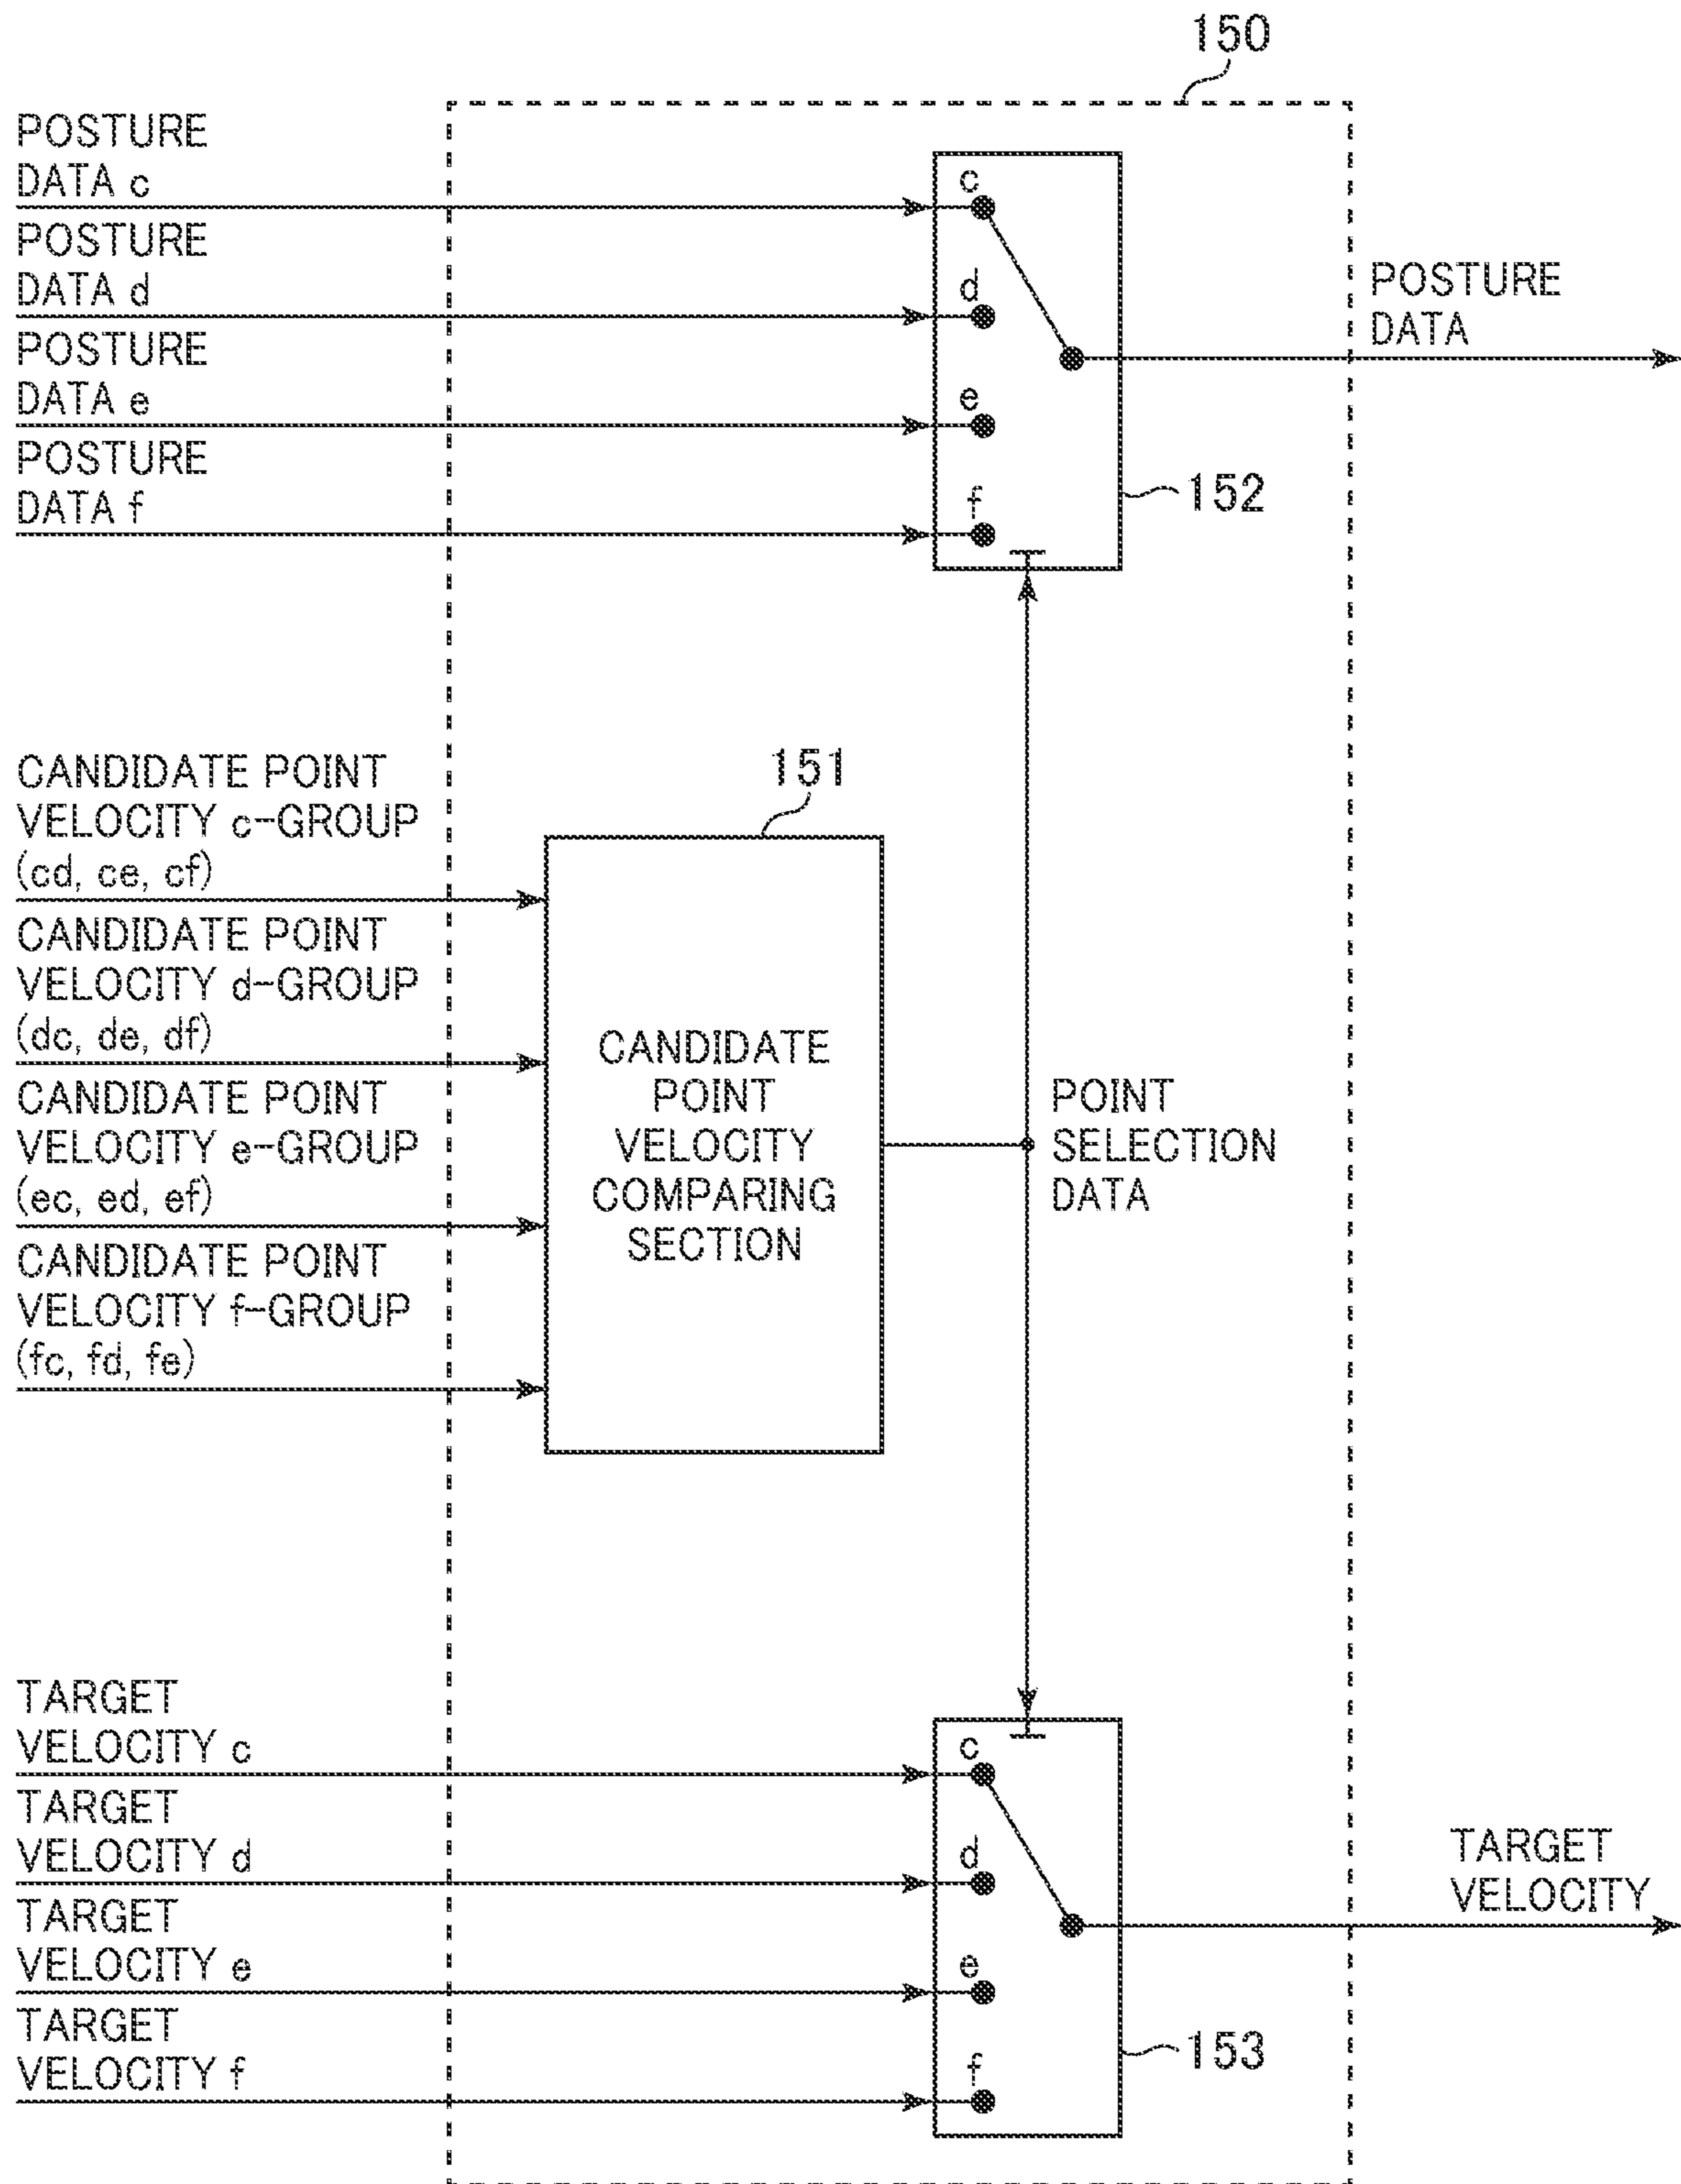 150
POSTURE
DATA c
POSTURE
DATA d
POSTURE
DATA e
POSTURE
DATA f
c
d
e
f
POSTURE
DATA
152
CANDIDATE POINT
VELOCITY c-GROUP
(cd, ce, cf)
CANDIDATE POINT
VELOCITY d-GROUP
(dc, de, df)
CANDIDATE POINT
VELOCITY e-GROUP
(ec, ed, ef)
CANDIDATE POINT
VELOCITY f-GROUP
(fc, fd, fe)
151
CANDIDATE
POINT
VELOCITY
COMPARING
SECTION
POINT
SELECTION
DATA
TARGET
VELOCITY c
TARGET
VELOCITY d
TARGET
VELOCITY e
TARGET
VELOCITY f
c
d
e
f
TARGET
VELOCITY
153